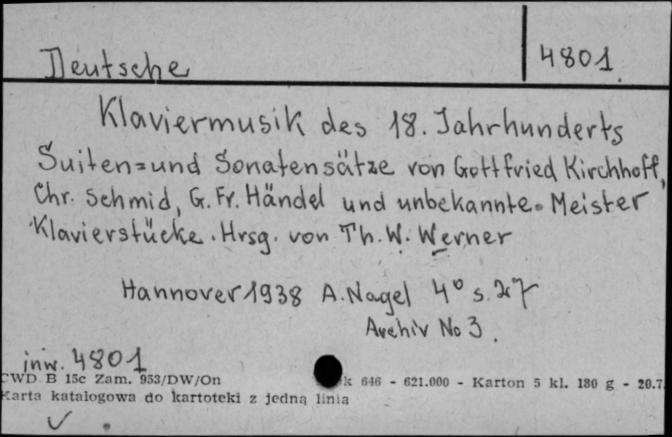 Deutsche
4801.
Klaviermusik des 18. Jahrhunderts
Suiten= und Sonatensätze von Gottfried Kirchhoff,
Chr. Schmid, G. Fr. Händel und unbekannte. Meister
Klavierstücke. Hrsg. von Th. W. Werner
Hannover 1938 A. Nagel 4° s. 27
Archiv No 3.
inw. 4801
CWD B 15c Zam. 953/DW/On k 646 - 621.000 - Karton 5 kl. 180 g - 20.7.
Karta katalogowa do kartoteki z jedną linia